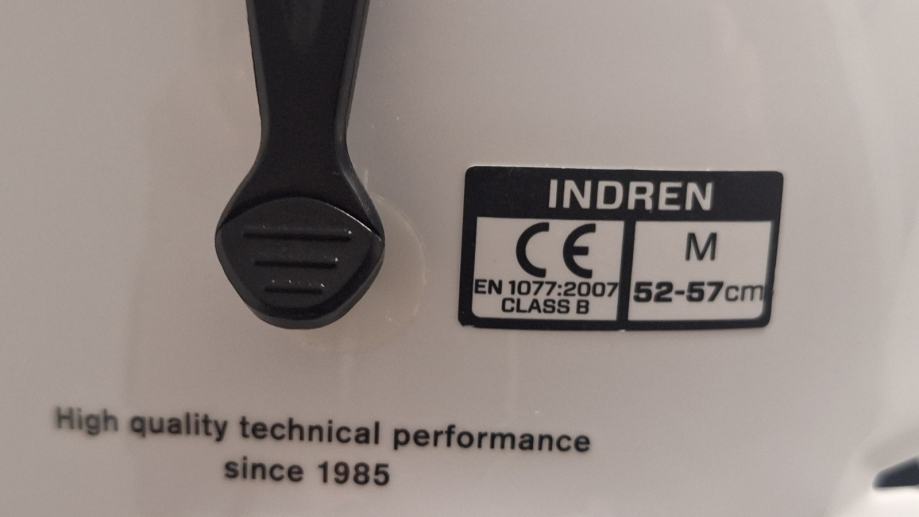 INDREN
CE
EN 1077:2007
CLASS B
M
52-57cm
High quality technical performance
since 1985